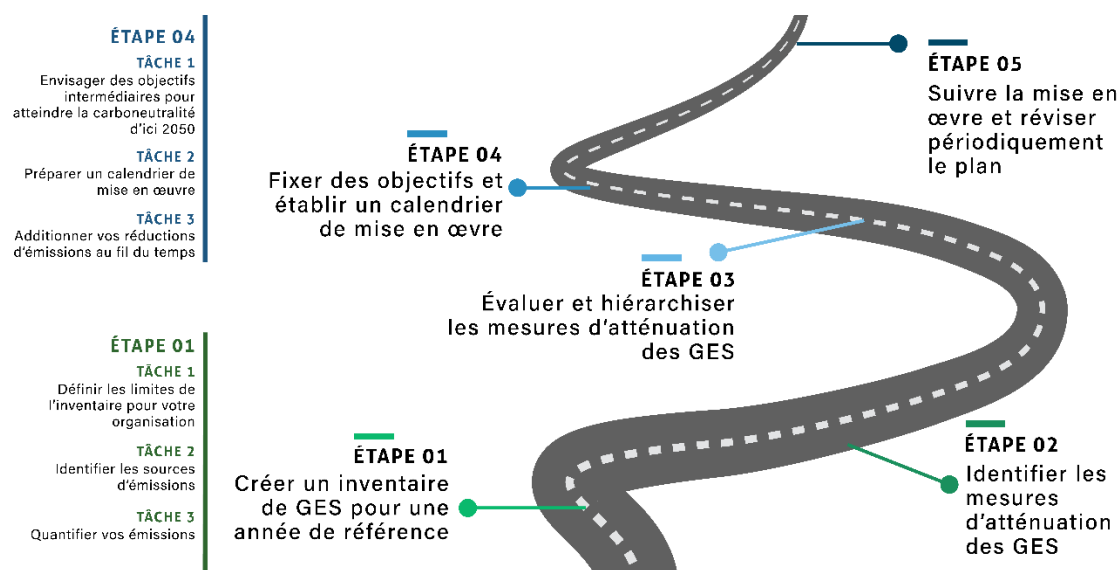 ÉTAPE 04
TÂCHE 1
Envisager des objectifs
intermédiaires pour
atteindre la carboneutralité
d'ici 2050
TÂCHE 2
Préparer un calendrier de
mise en œuvre
TÂCHE 3
Additionner vos réductions
d'émissions au fil du temps
ÉTAPE 01
TÂCHE 1
Définir les limites de
l'inventaire pour votre
organisation
TÂCHE 2
Identifier les sources
d'émissions
TÂCHE 3
Quantifier vos émissions
ÉTAPE 05
Suivre la mise en
œvre et réviser
périodiquement
le plan
ÉTAPE 04
Fixer des objectifs et
établir un calendrier
de mise en œvre
ÉTAPE 03
Évaluer et hiérarchiser
les mesures d'atténuation
des GES
ÉTAPE 01
Créer un inventaire
de GES pour une
année de référence
ÉTAPE 02
Identifier les
mesures
d'atténuation
des GES